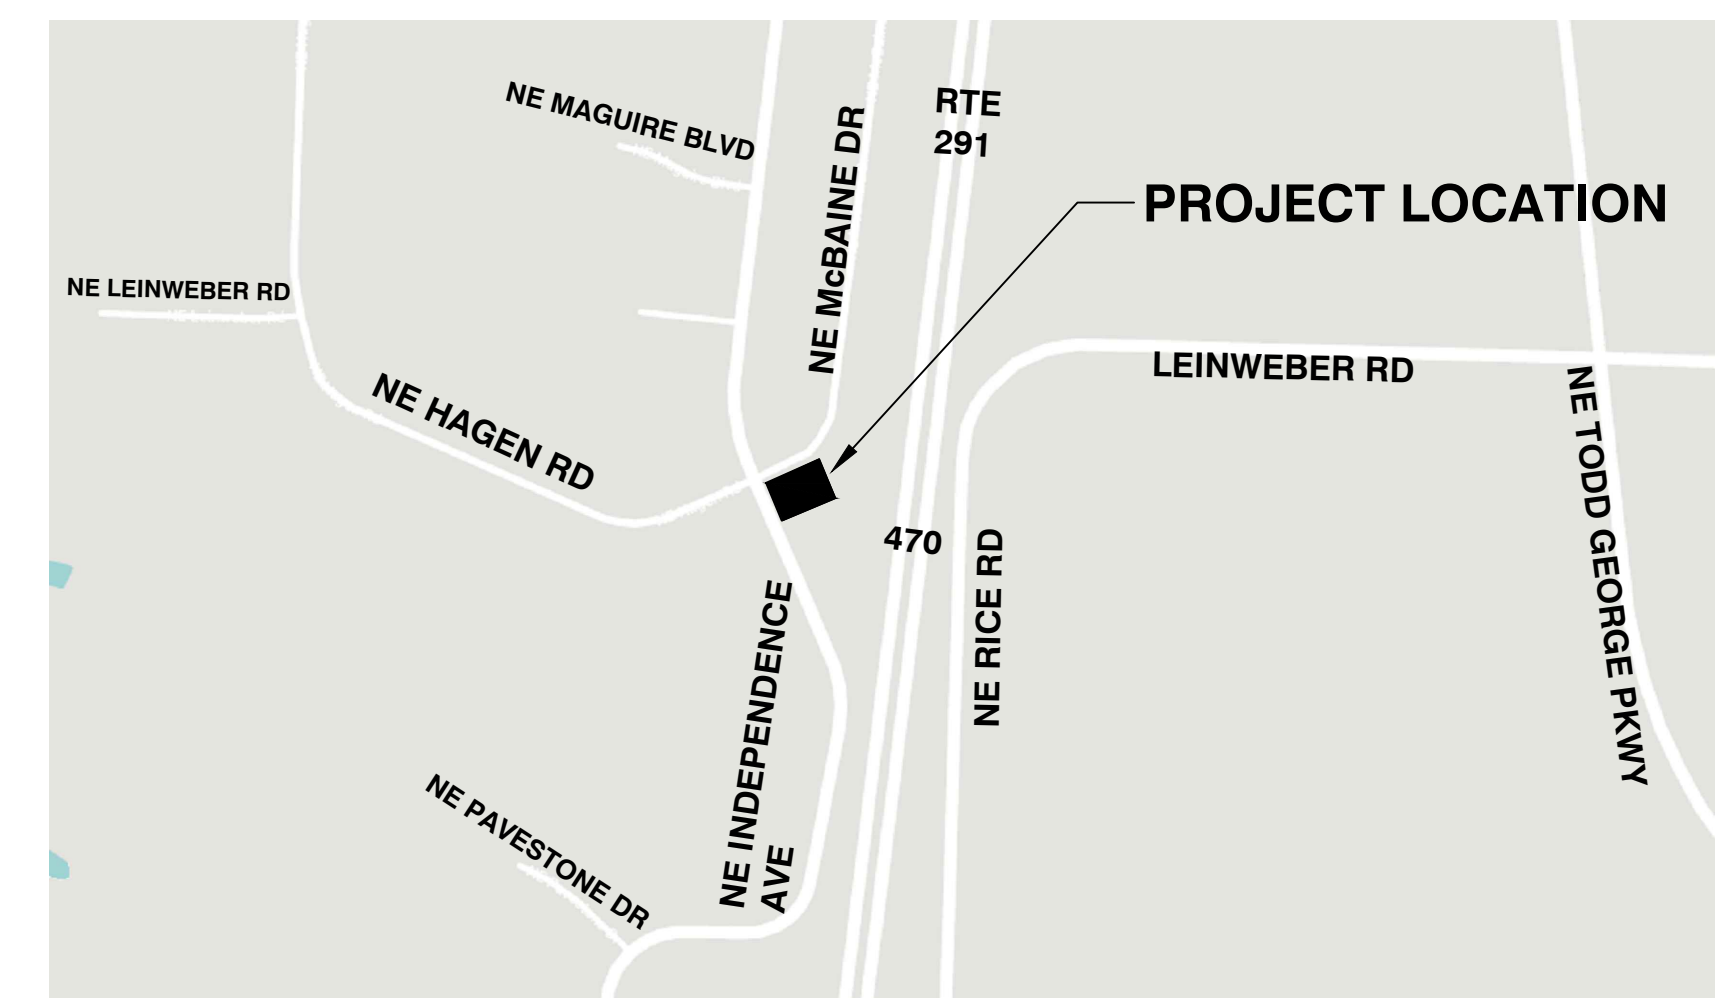 NE MAGUIRE BLVD
NE McBAINE DR
RTE
291
PROJECT LOCATION
NE LEINWEBER RD
NE HAGEN RD
LEINWEBER RD
NE TODD GEORGE PKWY
470
NE RICE RD
NE INDEPENDENCE
AVE
NE PAVESTONE DR